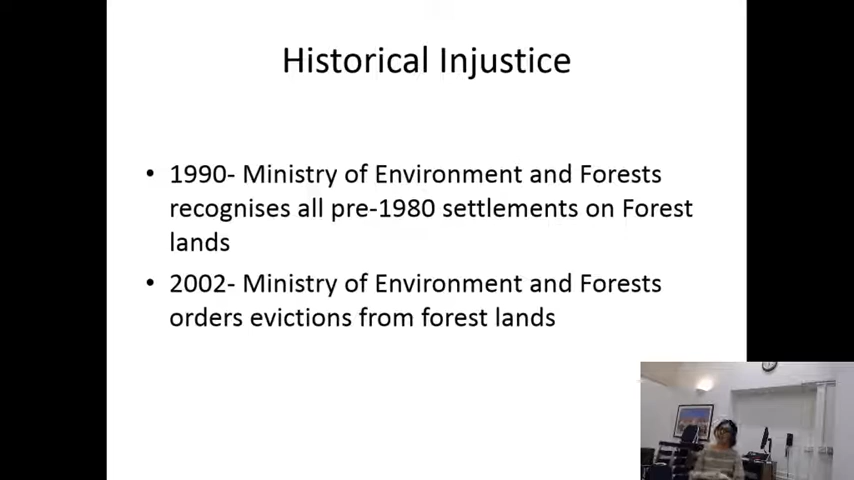 Historical Injustice
• 1990- Ministry of Environment and Forests
recognises all pre-1980 settlements on Forest
lands
• 2002- Ministry of Environment and Forests
orders evictions from forest lands